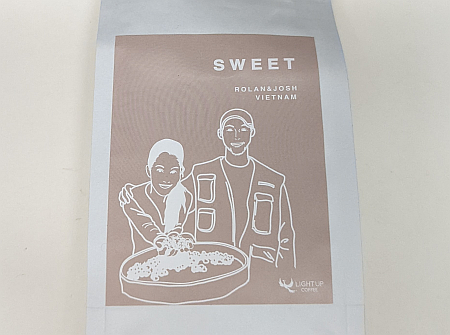 SWEET
ROLAN&JOSH
VIETNAM
LIGHT UP
COFFEE